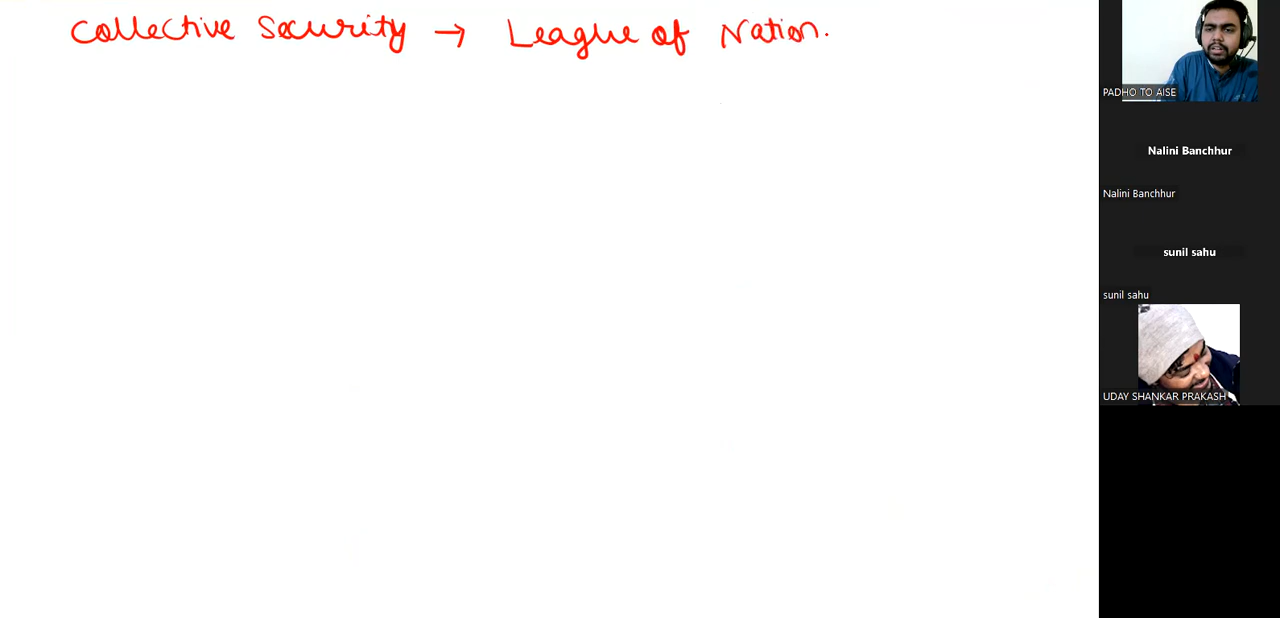 Collective Security → League of Nation.
PADHO TO AISE
Nalini Banchhur
Nalini Banchhur
sunil sahu
sunil sahu
UDAY SHANKAR PRAKASH